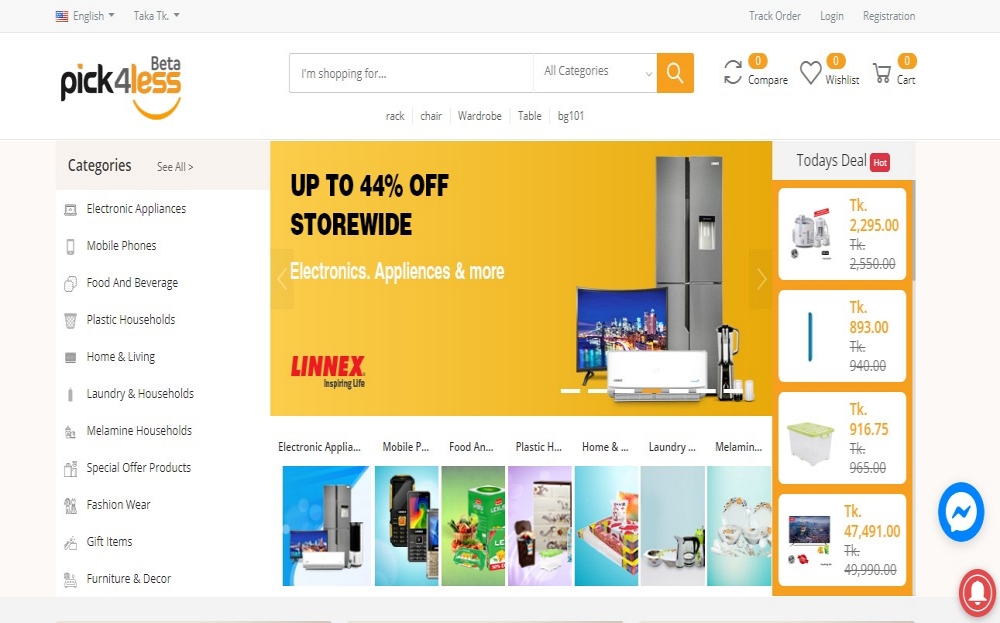 English
Taka Tk.
Track Order
Login
Registration
Beta
pick4less
I'm shopping for...
All Categories
0
Compare
0
Wishlist
0
Cart
rack
chair
Wardrobe
Table
bg101
Categories
See All >
Electronic Appliances
Mobile Phones
Food And Beverage
Plastic Households
Home & Living
Laundry & Households
Melamine Households
Special Offer Products
Fashion Wear
Gift Items
Furniture & Decor
UP TO 44% OFF
STOREWIDE
Electronics. Appliences & more
LINNEX
Inspiring Life
Todays Deal
Hot
Tk.
2,295.00
Tk.
2,550.00
Tk.
893.00
Tk.
940.00
Tk.
916.75
Tk.
965.00
Tk.
47,491.00
Tk.
49,990.00
Electronic Applia...
Mobile P...
Food An...
Plastic H...
Home & ...
Laundry ...
Melamin...